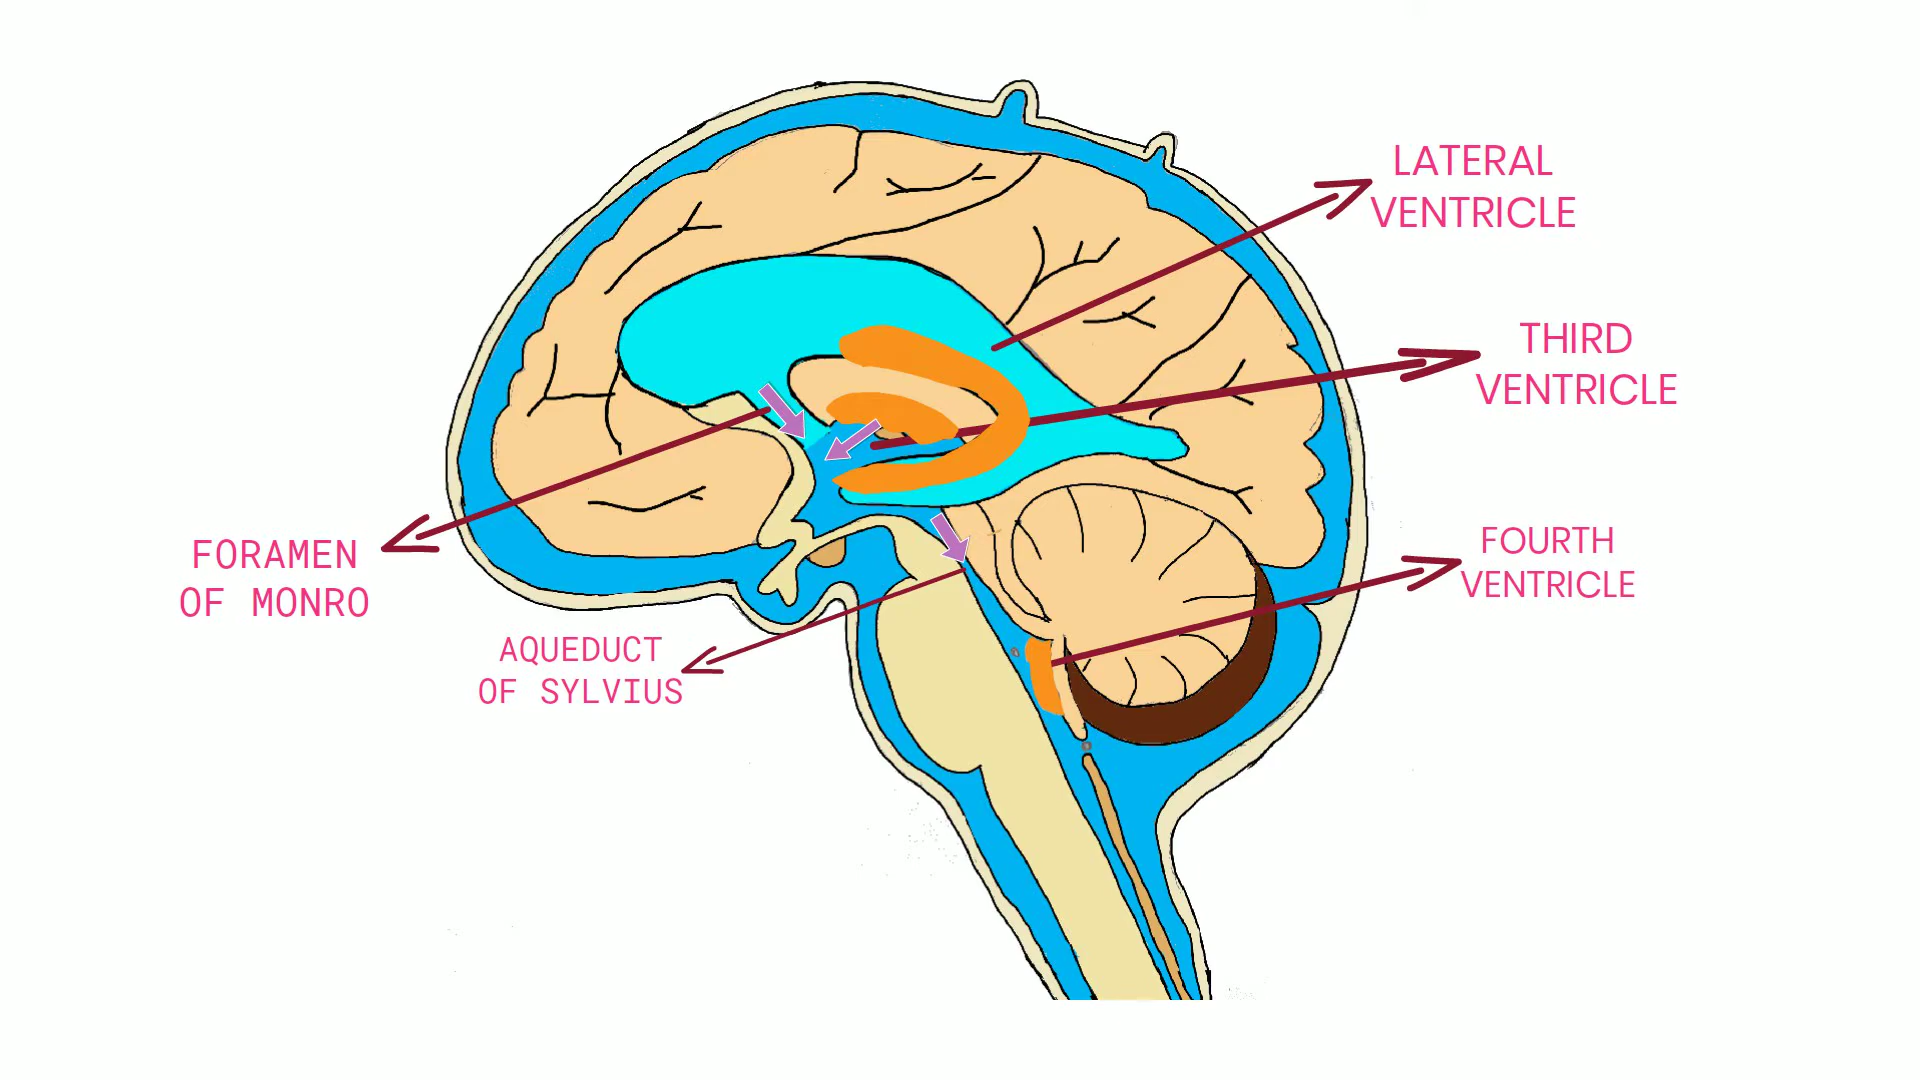 LATERAL
VENTRICLE
THIRD
VENTRICLE
FOURTH
VENTRICLE
FORAMEN
OF MONRO
AQUEDUCT
OF SYLVIUS